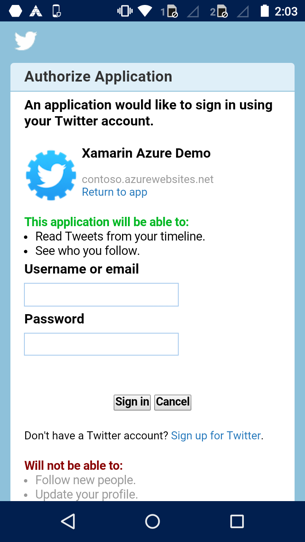 1
2
2:03
Authorize Application
An application would like to sign in using
your Twitter account.
Xamarin Azure Demo
contoso.azurewebsites.net
Return to app
This application will be able to:
• Read Tweets from your timeline.
• See who you follow.
Username or email
Password
Sign in Cancel
Don't have a Twitter account? Sign up for Twitter.
Will not be able to:
• Follow new people.
• Update your profile.